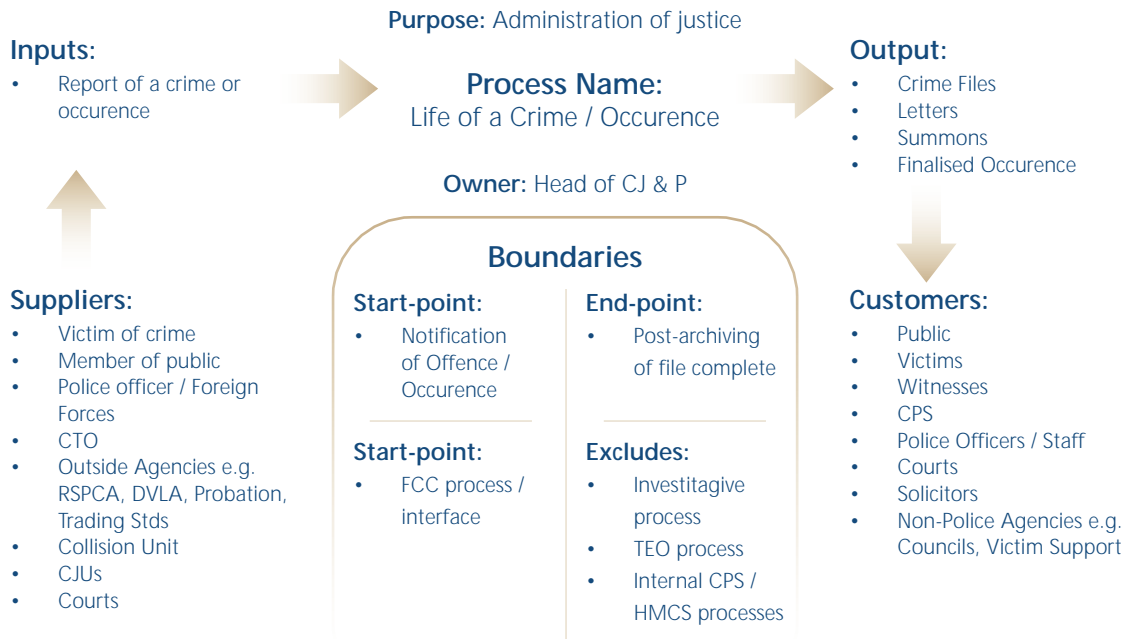 Purpose: Administration of justice
Inputs:
• Report of a crime or
occurence
Process Name:
Life of a Crime / Occurence
Owner: Head of CJ & P
Output:
• Crime Files
• Letters
• Summons
• Finalised Occurence
Suppliers:
• Victim of crime
• Member of public
• Police officer / Foreign
Forces
• CTO
• Outside Agencies e.g.
RSPCA, DVLA, Probation,
Trading Stds
• Collision Unit
• CJUs
• Courts
Boundaries
Start-point:
• Notification
of Offence /
Occurence
End-point:
• Post-archiving
of file complete
Start-point:
• FCC process /
interface
Excludes:
• Investitagive
process
• TEO process
• Internal CPS /
HMCS processes
Customers:
• Public
• Victims
• Witnesses
• CPS
• Police Officers / Staff
• Courts
• Solicitors
• Non-Police Agencies e.g.
Councils, Victim Support